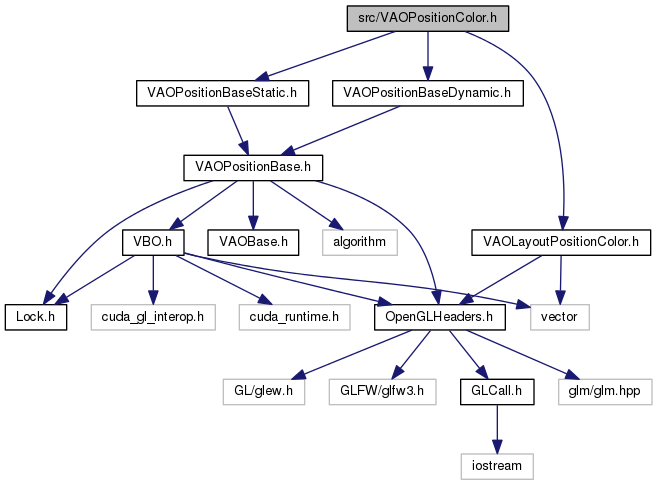 src/VAOPositionColor.h
VAOPositionBaseStatic.h
VAOPositionBaseDynamic.h
VAOPositionBase.h
VBO.h
VAOBase.h
algorithm
VAOLayoutPositionColor.h
Lock.h
cuda_gl_interop.h
cuda_runtime.h
OpenGLHeaders.h
vector
GL/glew.h
GLFW/glfw3.h
GLCall.h
glm/glm.hpp
iostream